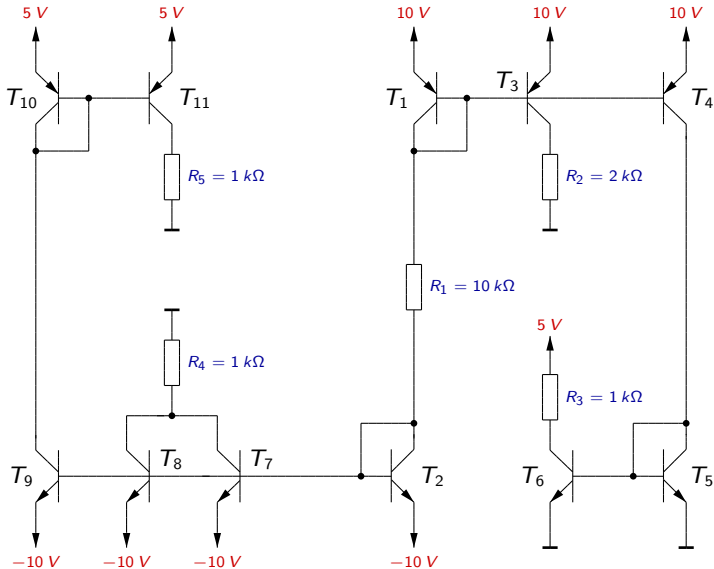 5 V 5 V 10 V 10 V 10 V
T₁₀ T₁₁ T₁ T₃ T₄
R₅ = 1 kΩ R₂ = 2 kΩ
R₁ = 10 kΩ
5 V
R₄ = 1 kΩ R₃ = 1 kΩ
T₉ T₈ T₇ T₂ T₆ T₅
−10 V −10 V −10 V −10 V